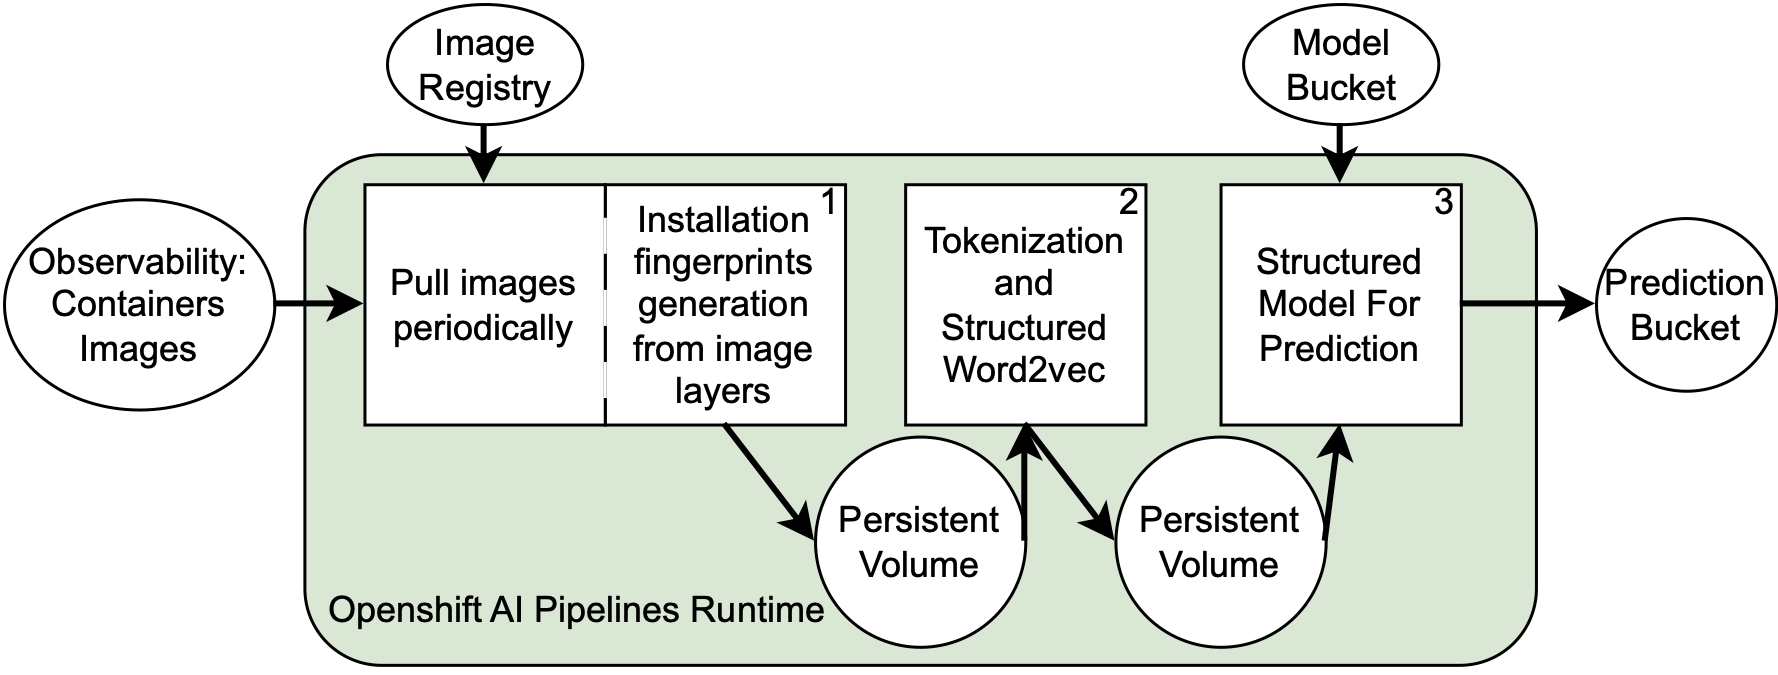 Image
Registry
Model
Bucket
Observability:
Containers
Images
Pull images
periodically
1
Installation
fingerprints
generation
from image
layers
2
Tokenization
and
Structured
Word2vec
3
Structured
Model For
Prediction
Prediction
Bucket
Persistent
Volume
Persistent
Volume
Openshift AI Pipelines Runtime